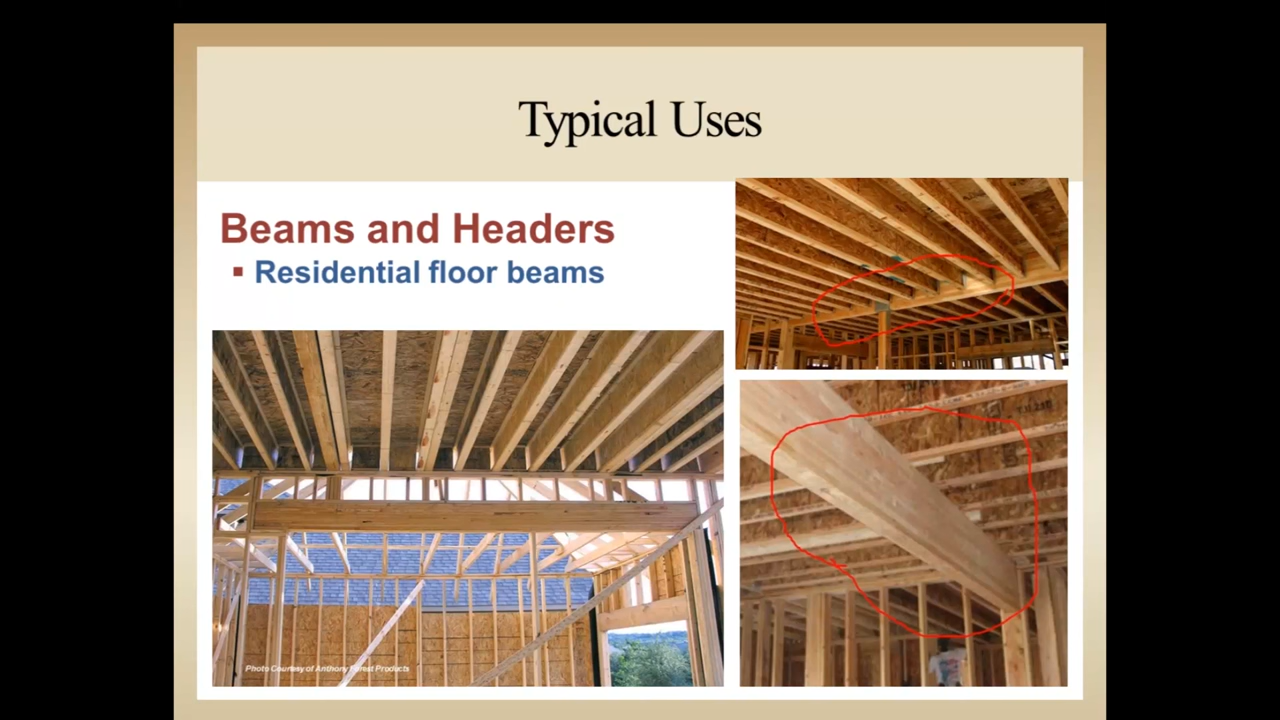 Typical Uses
Beams and Headers
▪ Residential floor beams
Photo Courtesy of Anthony Forest Products